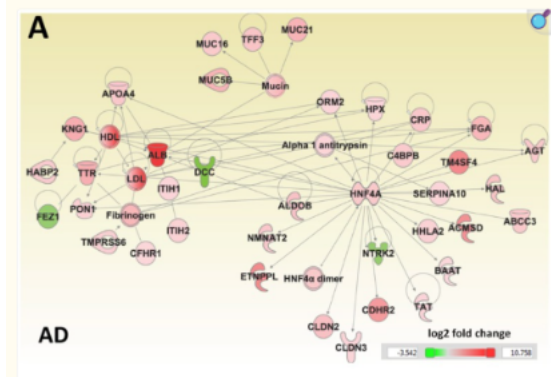 A
MUC16
TFF3
MUC21
MUC5B
Mucin
APOA4
ORM2
HPX
CRP
FGA
KNG1
HDL
ALB
DCC
Alpha 1 antitrypsin
C4BPB
TM4SF4
AGT
HABP2
TTR
LDL
ITIH1
HNF4A
SERPINA10
HAL
FEZ1
PON1
Fibrinogen
ALDOB
HHLA2
ACMSD
ABCC3
TMPRSS6
ITIH2
CFHR1
NMNAT2
NTRK2
BAAT
ETNPPL
HNF4α dimer
CDHR2
TAT
CLDN2
CLDN3
AD
log2 fold change
-3.542
10.758